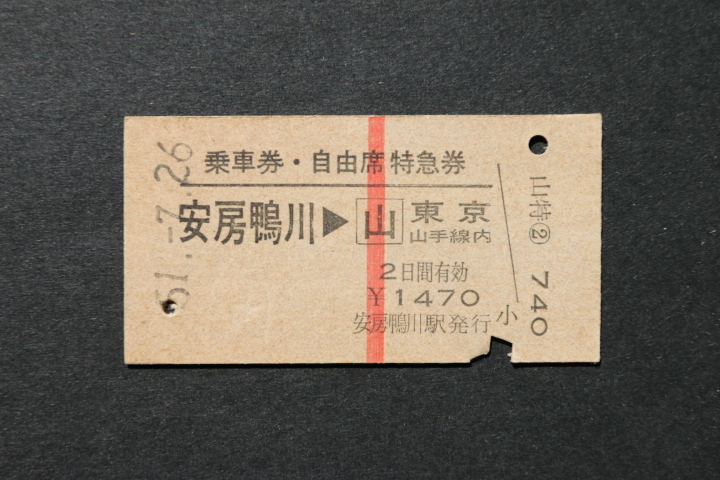 61.-7.26
乗車券・自由席特急券
安房鴨川▶山 東京
山手線内
2日間有効
¥1470
安房鴨川駅発行
小
山特② 740